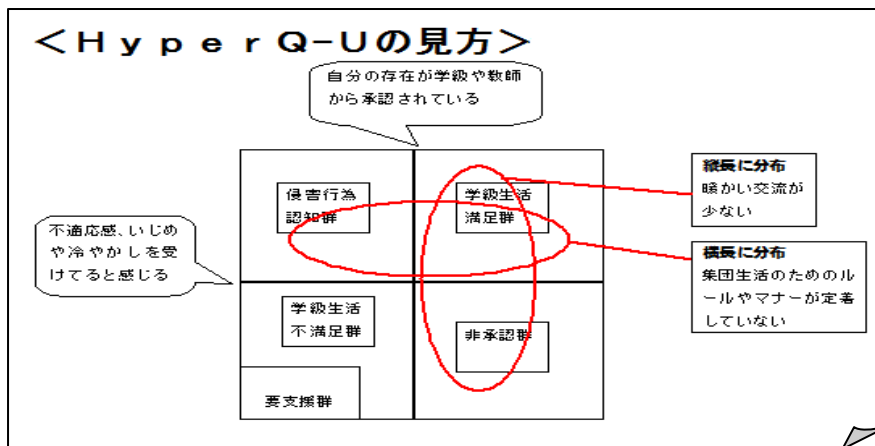 ＜Ｈｙｐｅｒ Ｑ－Ｕの見方＞
自分の存在が学級や教師
から承認されている
侵害行為
認知群
学級生活
満足群
縦長に分布
暖かい交流が
少ない
不適応感、いじめ
や冷やかしを受
けてると感じる
横長に分布
集団生活のためのル
ールやマナーが定着
していない
学級生活
不満足群
非承認群
要支援群